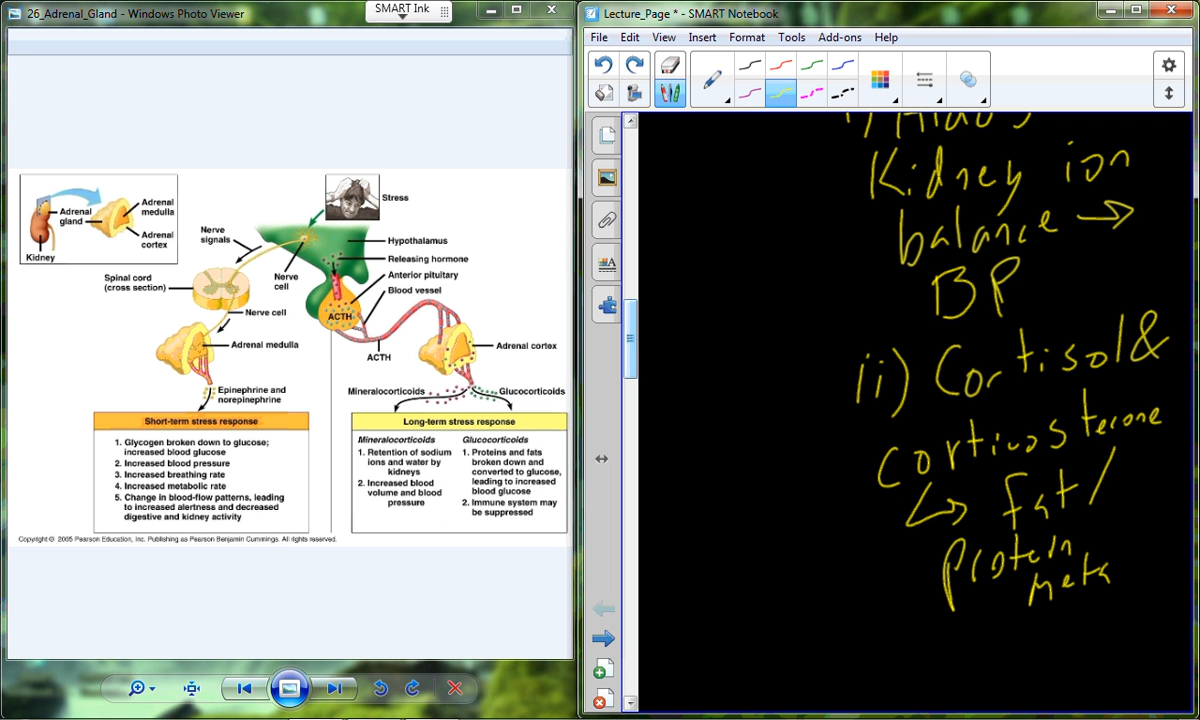 26_Adrenal_Gland - Windows Photo Viewer
SMART Ink
Adrenal gland
Adrenal medulla
Adrenal cortex
Kidney
Stress
Nerve signals
Hypothalamus
Releasing hormone
Nerve cell
Anterior pituitary
Blood vessel
Spinal cord
(cross section)
Nerve cell
ACTH
ACTH
Adrenal medulla
Adrenal cortex
Epinephrine and
norepinephrine
Mineralocorticoids
Glucocorticoids
Short-term stress response
1. Glycogen broken down to glucose;
increased blood glucose
2. Increased blood pressure
3. Increased breathing rate
4. Increased metabolic rate
5. Change in blood-flow patterns, leading
to increased alertness and decreased
digestive and kidney activity
Long-term stress response
Mineralocorticoids
1. Retention of sodium
ions and water by
kidneys
2. Increased blood
volume and blood
pressure
Glucocorticoids
1. Proteins and fats
broken down and
converted to glucose,
leading to increased
blood glucose
2. Immune system may
be suppressed
Copyright © 2005 Pearson Education, Inc. Publishing as Pearson Benjamin Cummings. All rights reserved.
Lecture_Page * - SMART Notebook
File Edit View Insert Format Tools Add-ons Help
Kidney ion
balance →
BP
ii) Cortisol &
corticosterone
↳ fat/
protein
meta